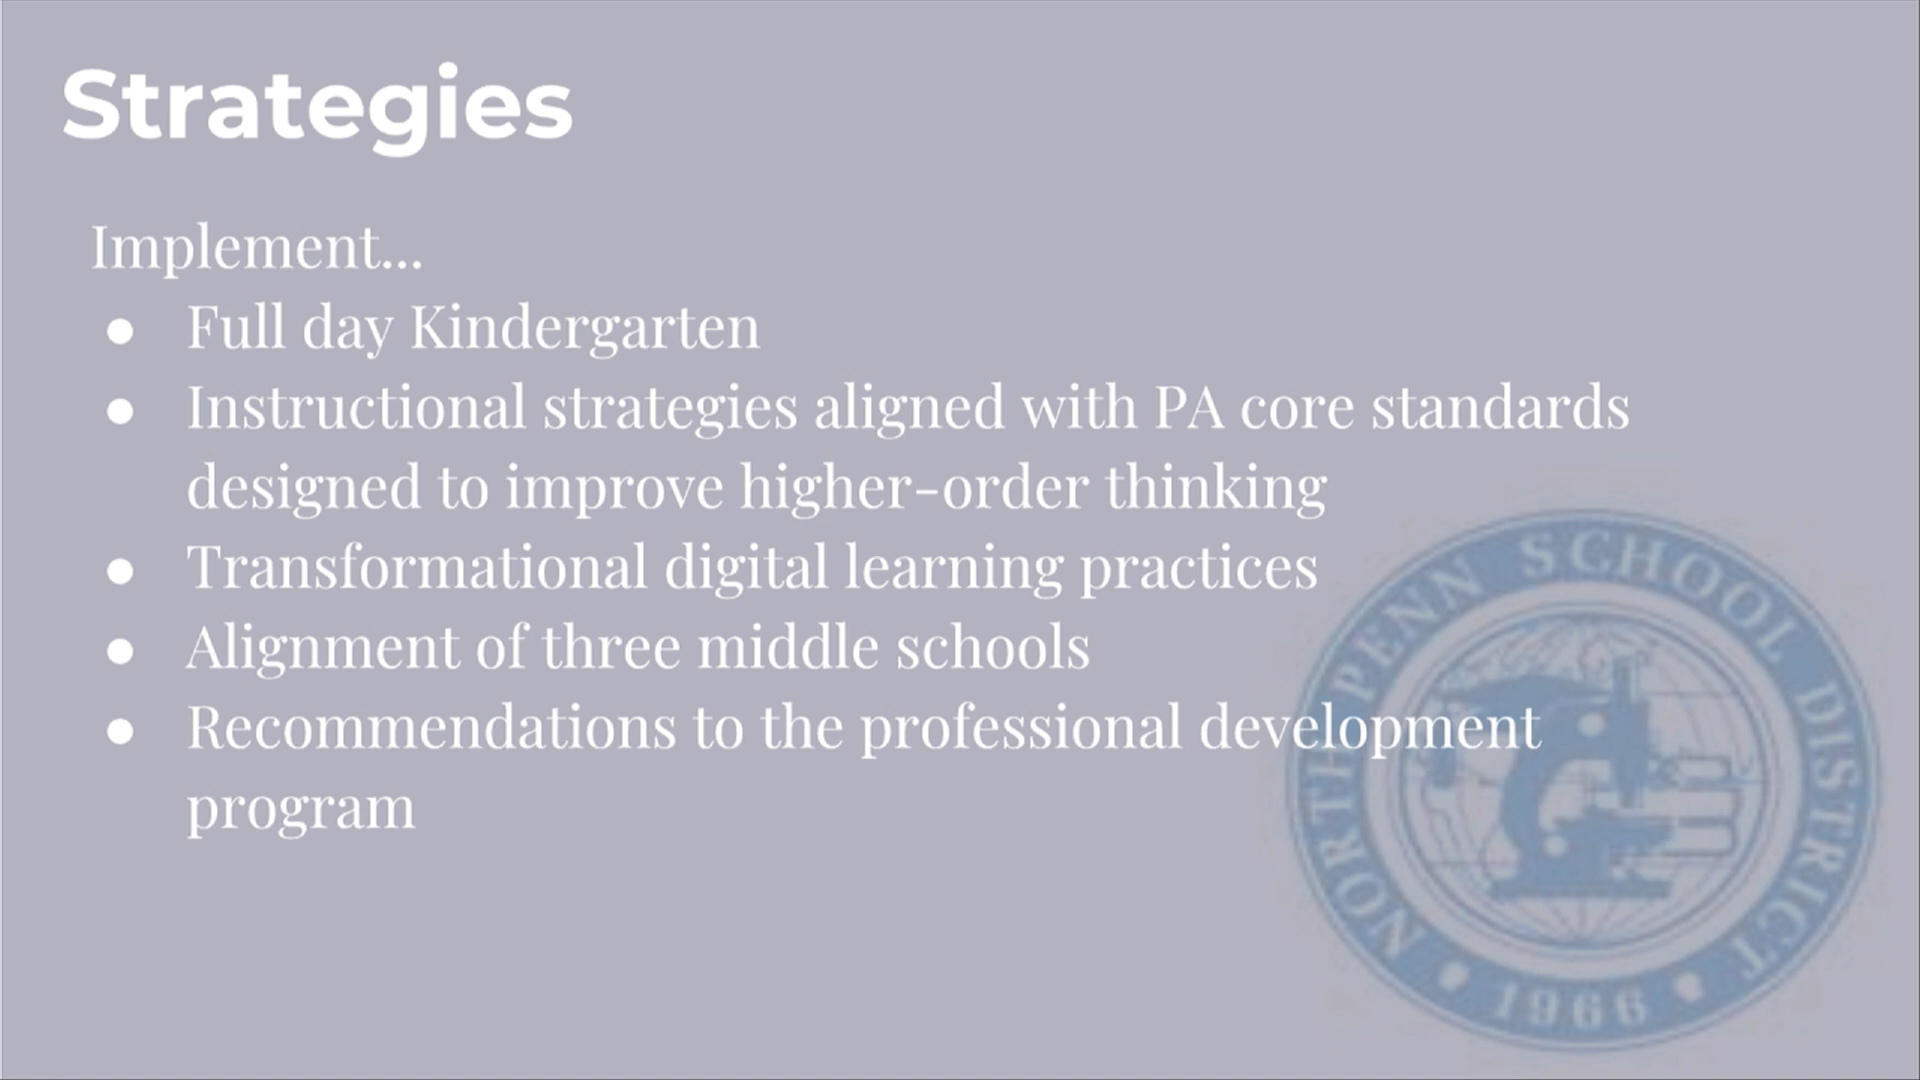 Strategies
Implement...
● Full day Kindergarten
● Instructional strategies aligned with PA core standards
designed to improve higher-order thinking
● Transformational digital learning practices
● Alignment of three middle schools
● Recommendations to the professional development
program
NORTH PENN SCHOOL DISTRICT
• 1966 •